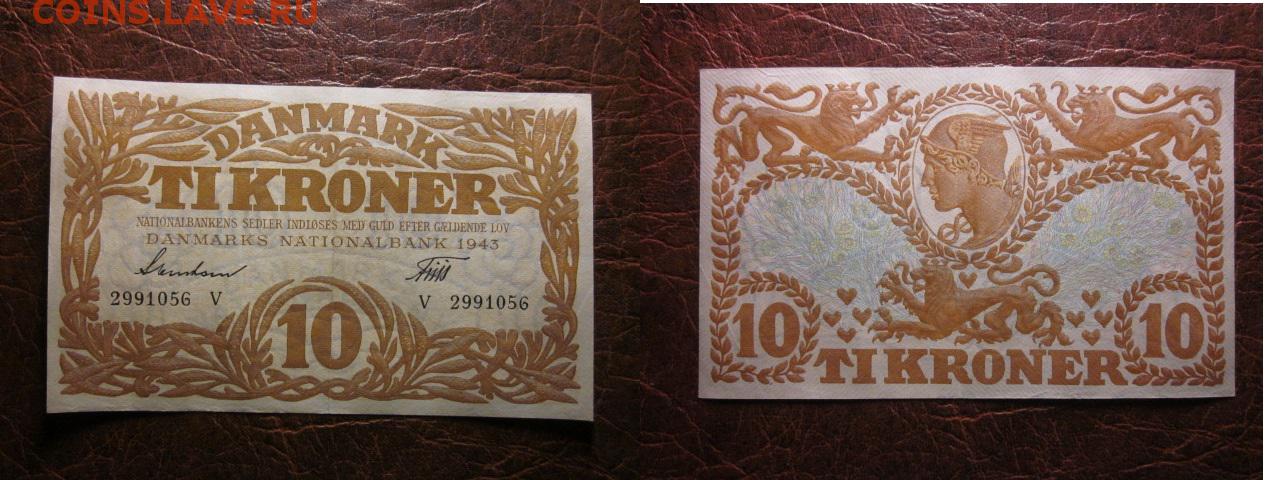 COINS.LAVE.RU
DANMARK
TI KRONER
NATIONALBANKENS SEDLER INDLØSES MED GULD EFTER GÆLDENDE LOV
DANMARKS NATIONALBANK 1943
2991056 V V 2991056
10
10 10
TI KRONER